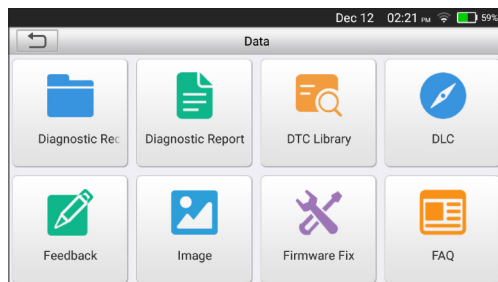 Dec 12 02:21 PM 59%
Data
Diagnostic Rec
Diagnostic Report
DTC Library
DLC
Feedback
Image
Firmware Fix
FAQ